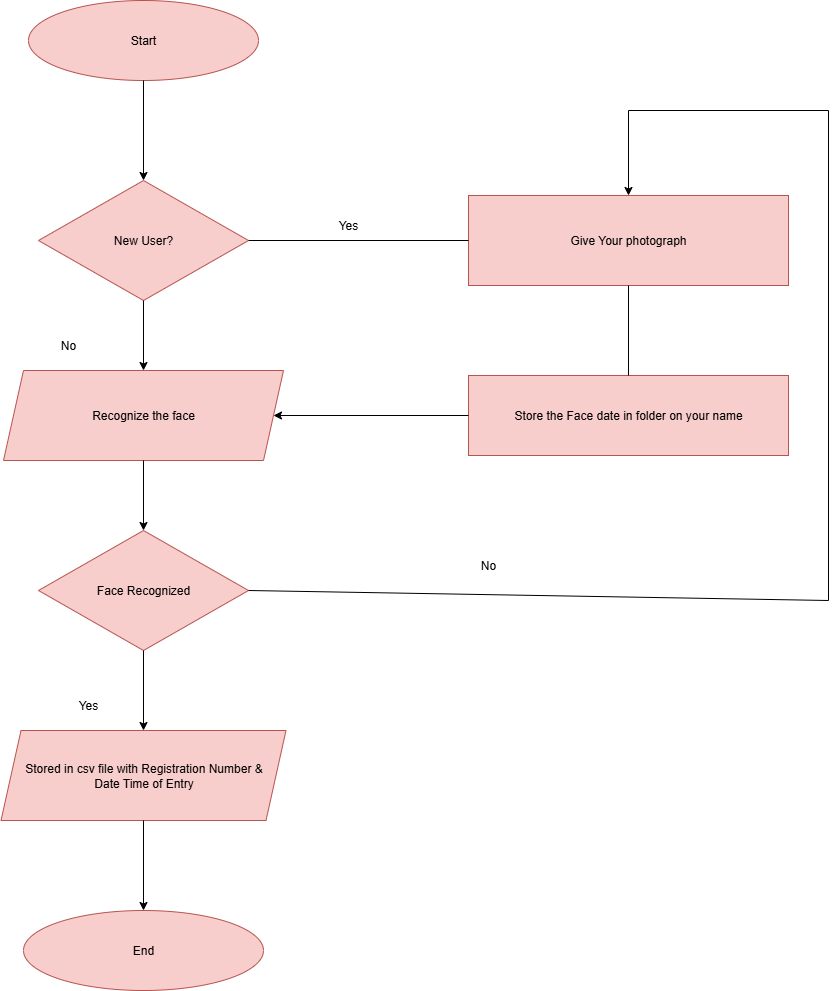 Start
New User?
Yes
Give Your photograph
No
Recognize the face
Store the Face date in folder on your name
Face Recognized
No
Yes
Stored in csv file with Registration Number &
Date Time of Entry
End